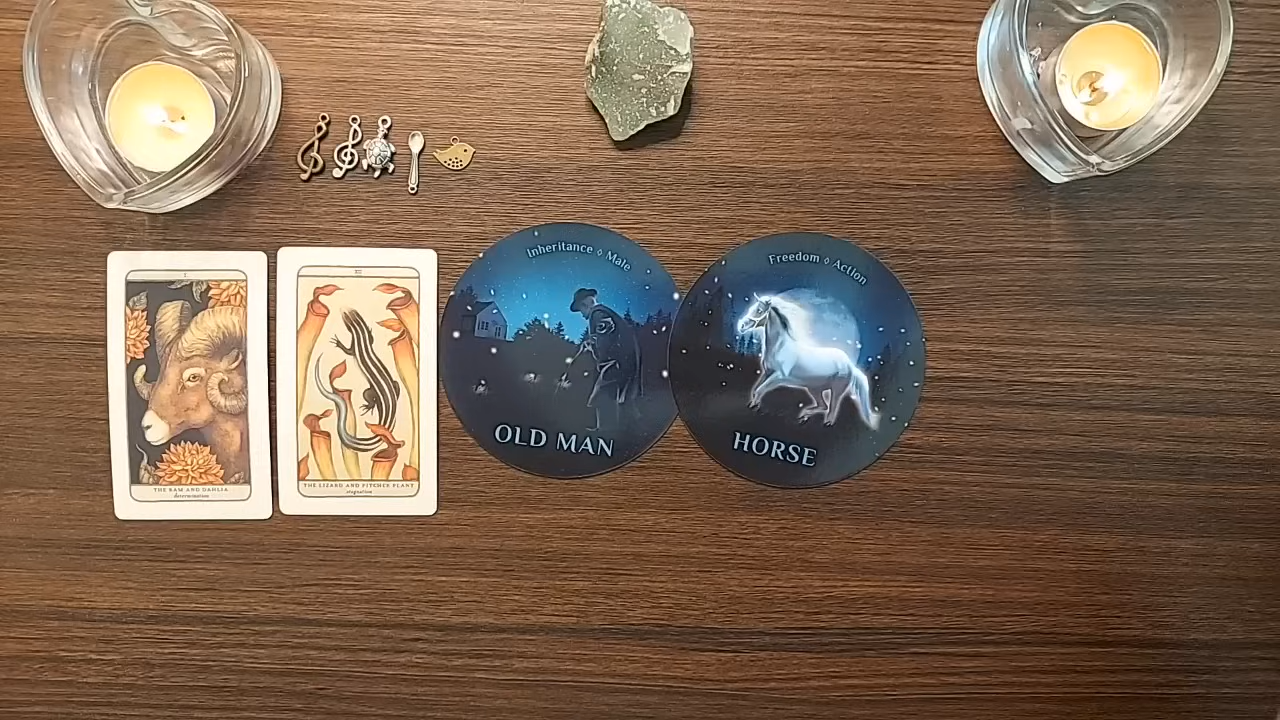 I
THE RAM AND DAHLIA
determination
THE LIZARD AND PITCHER PLANT
stagnation
Inheritance ◊ Male
OLD MAN
Freedom ◊ Action
HORSE